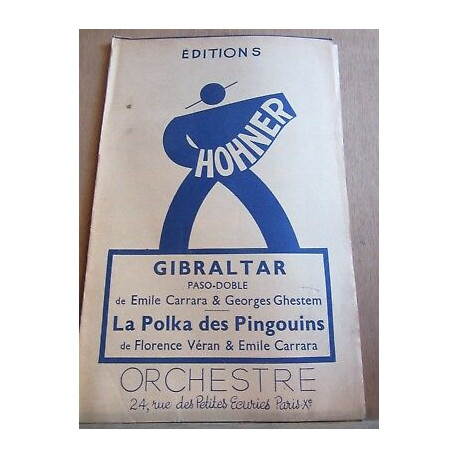 EDITIONS
HOHNER
GIBRALTAR
PASO-DOBLE
de Emile Carrara & Georges Ghestem
La Polka des Pingouins
de Florence Véran & Emile Carrara
ORCHESTRE
24, rue des Petites Ecuries Paris-Xe